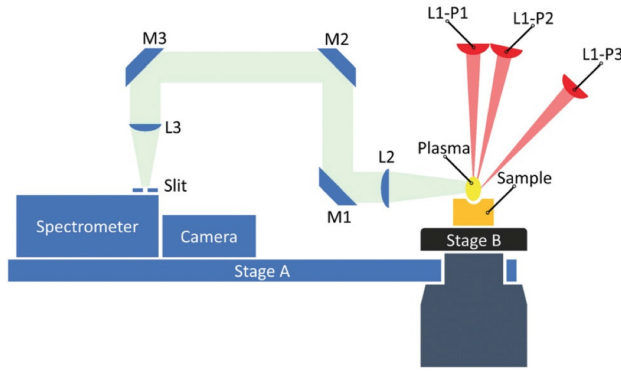 L1-P1
L1-P2
L1-P3
M3
M2
L3
Plasma
L2
Sample
Slit
M1
Spectrometer
Camera
Stage B
Stage A